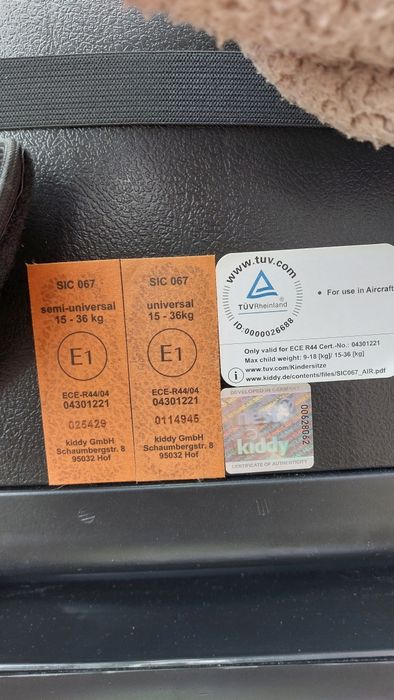 SIC 067
semi-universal
15 - 36 kg
E1
ECE-R44/04
04301221
025429
kiddy GmbH
Schaumbergstr. 8
95032 Hof
SIC 067
universal
15 - 36kg
E1
ECE-R44/04
04301221
0114945
kiddy GmbH
Schaumbergstr. 8
95032 Hof
www.tuv.com
TÜVRheinland
ID:0000026688
• For use in Aircraft
Only valid for ECE R44 Cert.-No.: 04301221
Max child weight: 9-18 [kg]/ 15-36 [kg]
www.tuv.com/Kindersitze
i www.kiddy.de/contents/files/SIC067_AIR.pdf
DEVELOPED IN GERMANY
kiddy
CERTIFICATE OF AUTHENTICITY
00628062